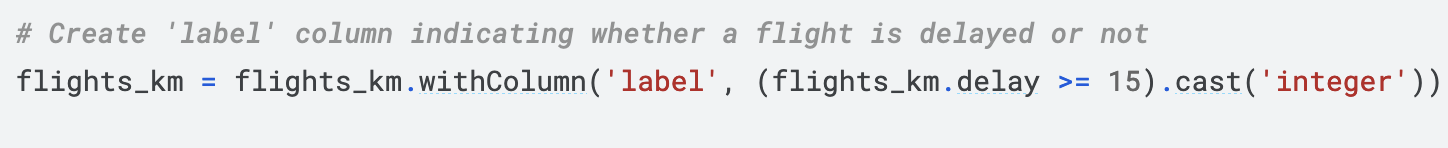 # Create 'label' column indicating whether a flight is delayed or not
flights_km = flights_km.withColumn('label', (flights_km.delay >= 15).cast('integer'))